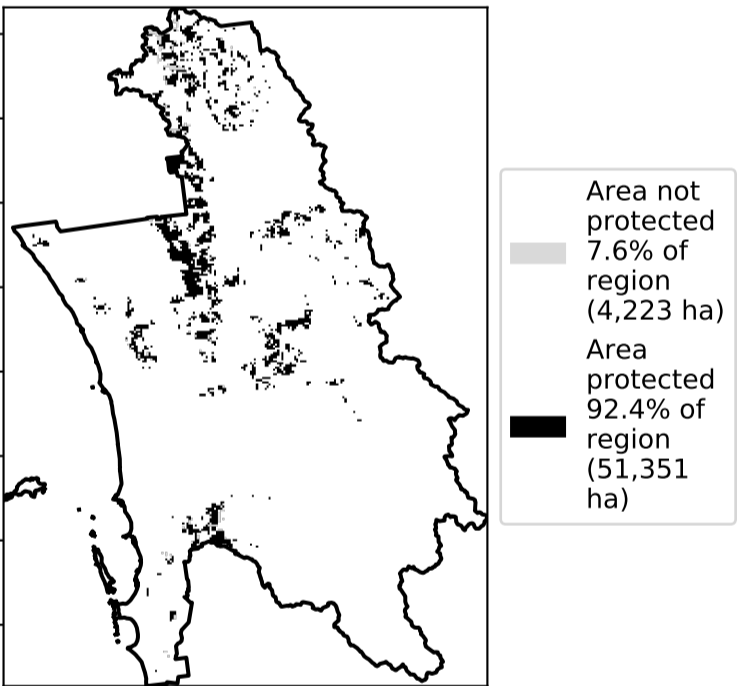 Area not
protected
7.6% of
region
(4,223 ha)
Area
protected
92.4% of
region
(51,351
ha)